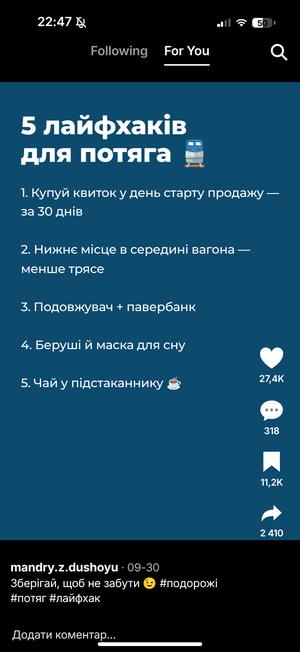 22:47
50
Following For You
5 лайфхаків
для потяга 🚆
1. Купуй квиток у день старту продажу —
за 30 днів
2. Нижнє місце в середині вагона —
менше трясе
3. Подовжувач + павербанк
4. Беруші й маска для сну
5. Чай у підстаканнику ☕
27,4K
318
11,2K
2 410
mandry.z.dushoyu · 09-30
Зберігай, щоб не забути 😉 #подорожі
#потяг #лайфхак
Додати коментар...